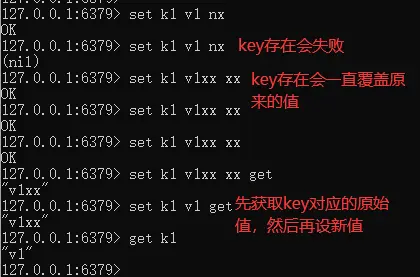 127.0.0.1:6379> set k1 v1 nx
OK
127.0.0.1:6379> set k1 v1 nx
key存在会失败
(nil)
127.0.0.1:6379> set k1 v1xx xx
key存在会一直覆盖原
来的值
OK
127.0.0.1:6379> set k1 v1xx xx
OK
127.0.0.1:6379> set k1 v1xx xx
OK
127.0.0.1:6379> set k1 v1xx xx get
"v1xx"
127.0.0.1:6379> set k1 v1 get
先获取key对应的原始
值，然后再设新值
"v1xx"
127.0.0.1:6379> get k1
"v1"
127.0.0.1:6379>